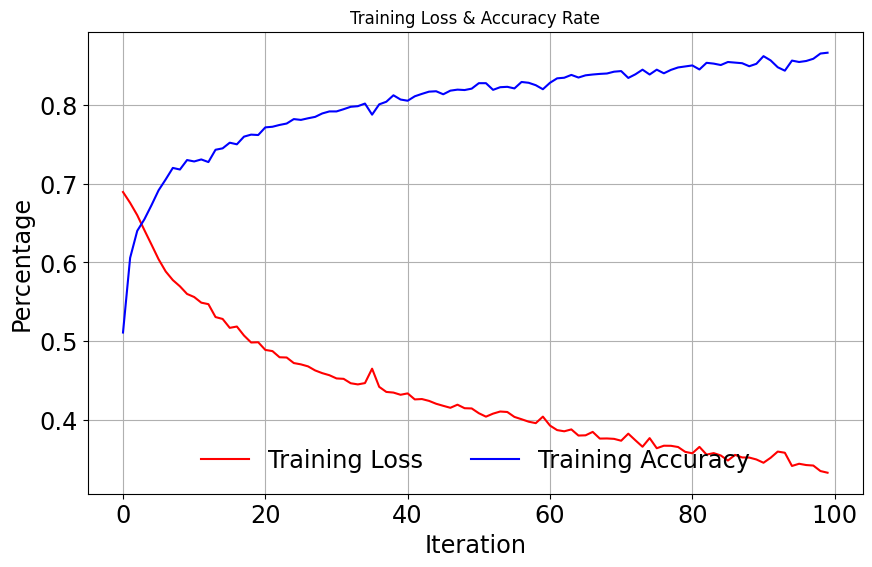 Training Loss & Accuracy Rate
Percentage
0.8
0.7
0.6
0.5
0.4
Training Loss Training Accuracy
0 20 40 60 80 100
Iteration